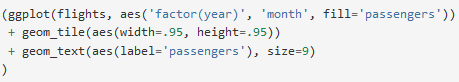 (ggplot(flights, aes('factor(year)', 'month', fill='passengers'))
+ geom_tile(aes(width=.95, height=.95))
+ geom_text(aes(label='passengers'), size=9)
)